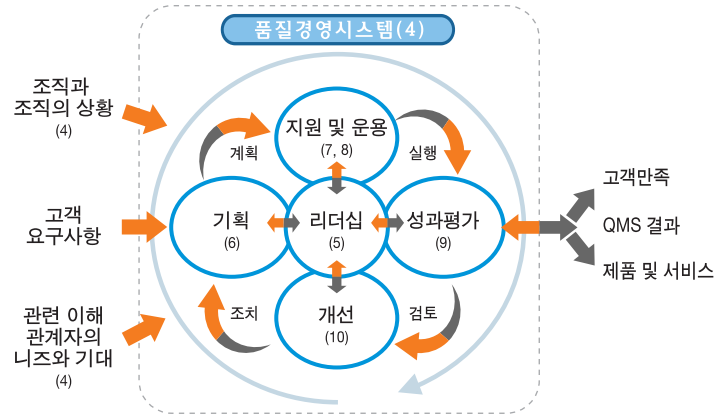 품질경영시스템(4)
조직과
조직의 상황
(4)
고객
요구사항
관련 이해
관계자의
니즈와 기대
(4)
지원 및 운용
(7, 8)
계획
실행
기획
(6)
리더십
(5)
성과평가
(9)
조치
검토
개선
(10)
고객만족
QMS 결과
제품 및 서비스